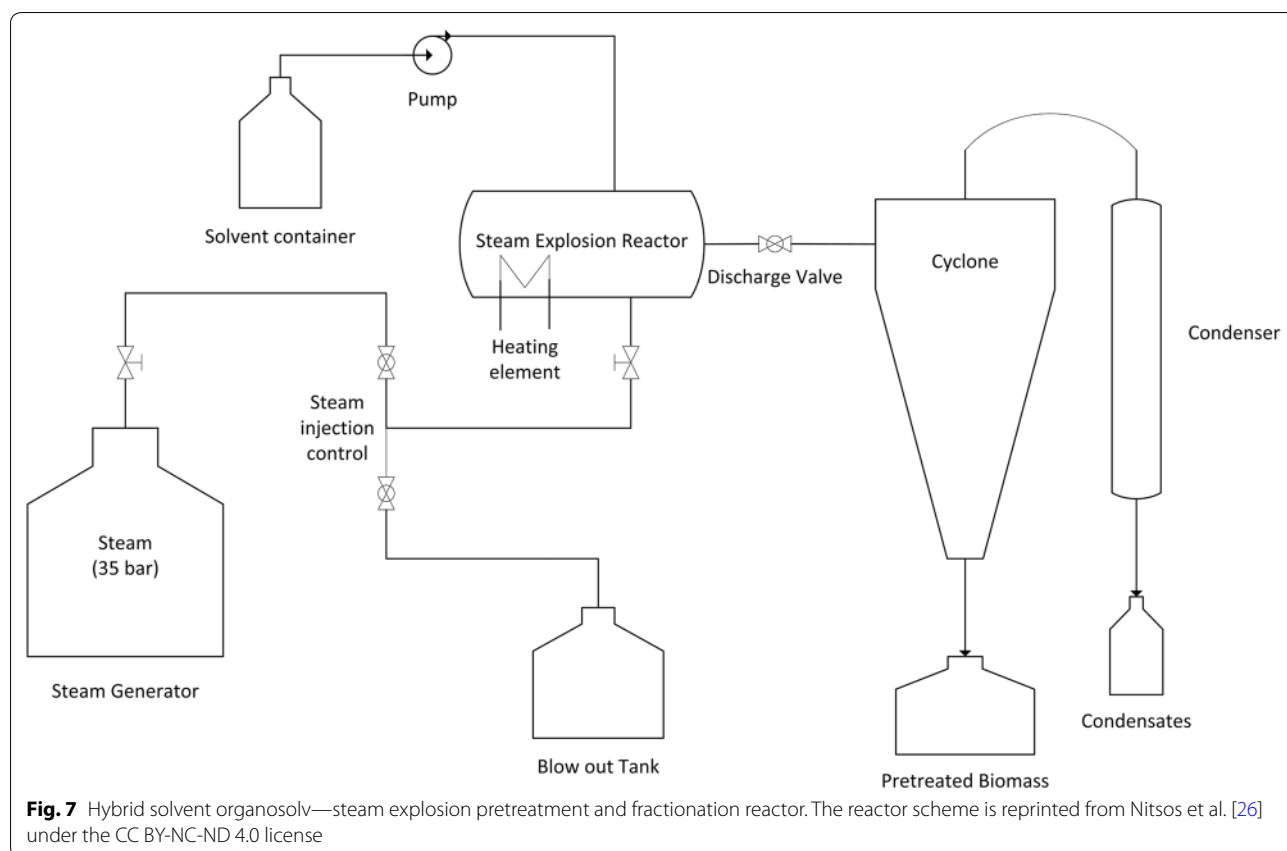 Pump
Solvent container
Steam Explosion Reactor
Discharge Valve
Cyclone
Heating
element
Condenser
Steam
injection
control
Steam
(35 bar)
Steam Generator
Blow out Tank
Condensates
Pretreated Biomass
Fig. 7 Hybrid solvent organosolv—steam explosion pretreatment and fractionation reactor. The reactor scheme is reprinted from Nitsos et al. [26]
under the CC BY-NC-ND 4.0 license